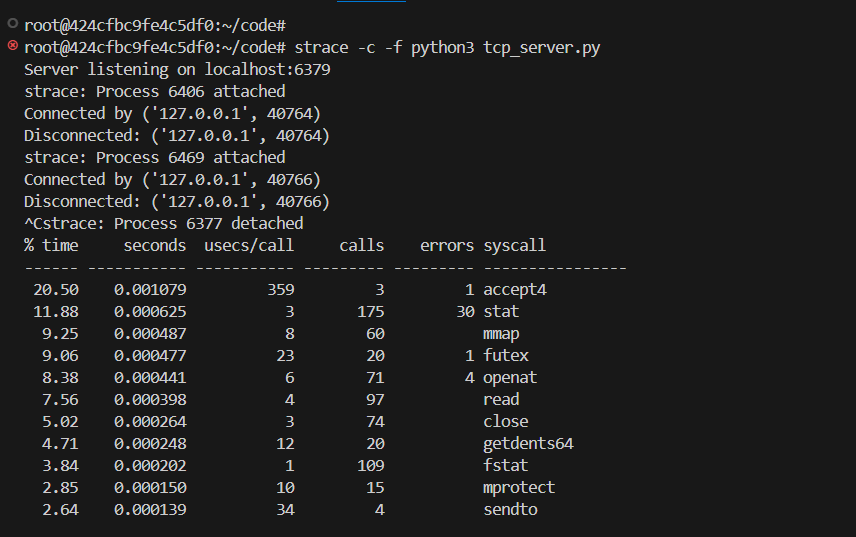 root@424cfbc9fe4c5df0:~/code#
root@424cfbc9fe4c5df0:~/code# strace -c -f python3 tcp_server.py
Server listening on localhost:6379
strace: Process 6406 attached
Connected by ('127.0.0.1', 40764)
Disconnected: ('127.0.0.1', 40764)
strace: Process 6469 attached
Connected by ('127.0.0.1', 40766)
Disconnected: ('127.0.0.1', 40766)
^Cstrace: Process 6377 detached
% time     seconds  usecs/call     calls    errors syscall
------ ----------- ----------- --------- --------- ----------------
 20.50    0.001079         359         3         1 accept4
 11.88    0.000625           3       175        30 stat
  9.25    0.000487           8        60           mmap
  9.06    0.000477          23        20         1 futex
  8.38    0.000441           6        71         4 openat
  7.56    0.000398           4        97           read
  5.02    0.000264           3        74           close
  4.71    0.000248          12        20           getdents64
  3.84    0.000202           1       109           fstat
  2.85    0.000150          10        15           mprotect
  2.64    0.000139          34         4           sendto